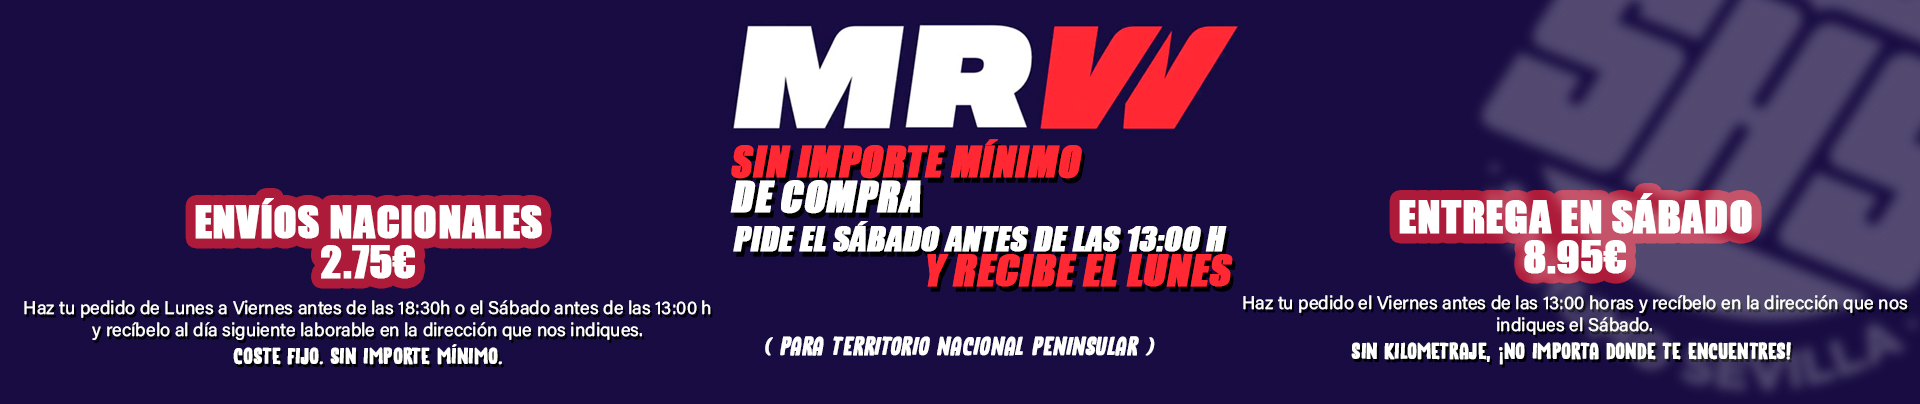 MRW
SIN IMPORTE MÍNIMO
DE COMPRA
PIDE EL SÁBADO ANTES DE LAS 13:00 H
Y RECIBE EL LUNES
( PARA TERRITORIO NACIONAL PENINSULAR )
ENVÍOS NACIONALES
2.75€
Haz tu pedido de Lunes a Viernes antes de las 18:30h o el Sábado antes de las 13:00 h
y recíbelo al día siguiente laborable en la dirección que nos indiques.
COSTE FIJO. SIN IMPORTE MÍNIMO.
ENTREGA EN SÁBADO
8.95€
Haz tu pedido el Viernes antes de las 13:00 horas y recíbelo en la dirección que nos
indiques el Sábado.
SIN KILOMETRAJE, ¡NO IMPORTA DONDE TE ENCUENTRES!
SHS
SEVILLA